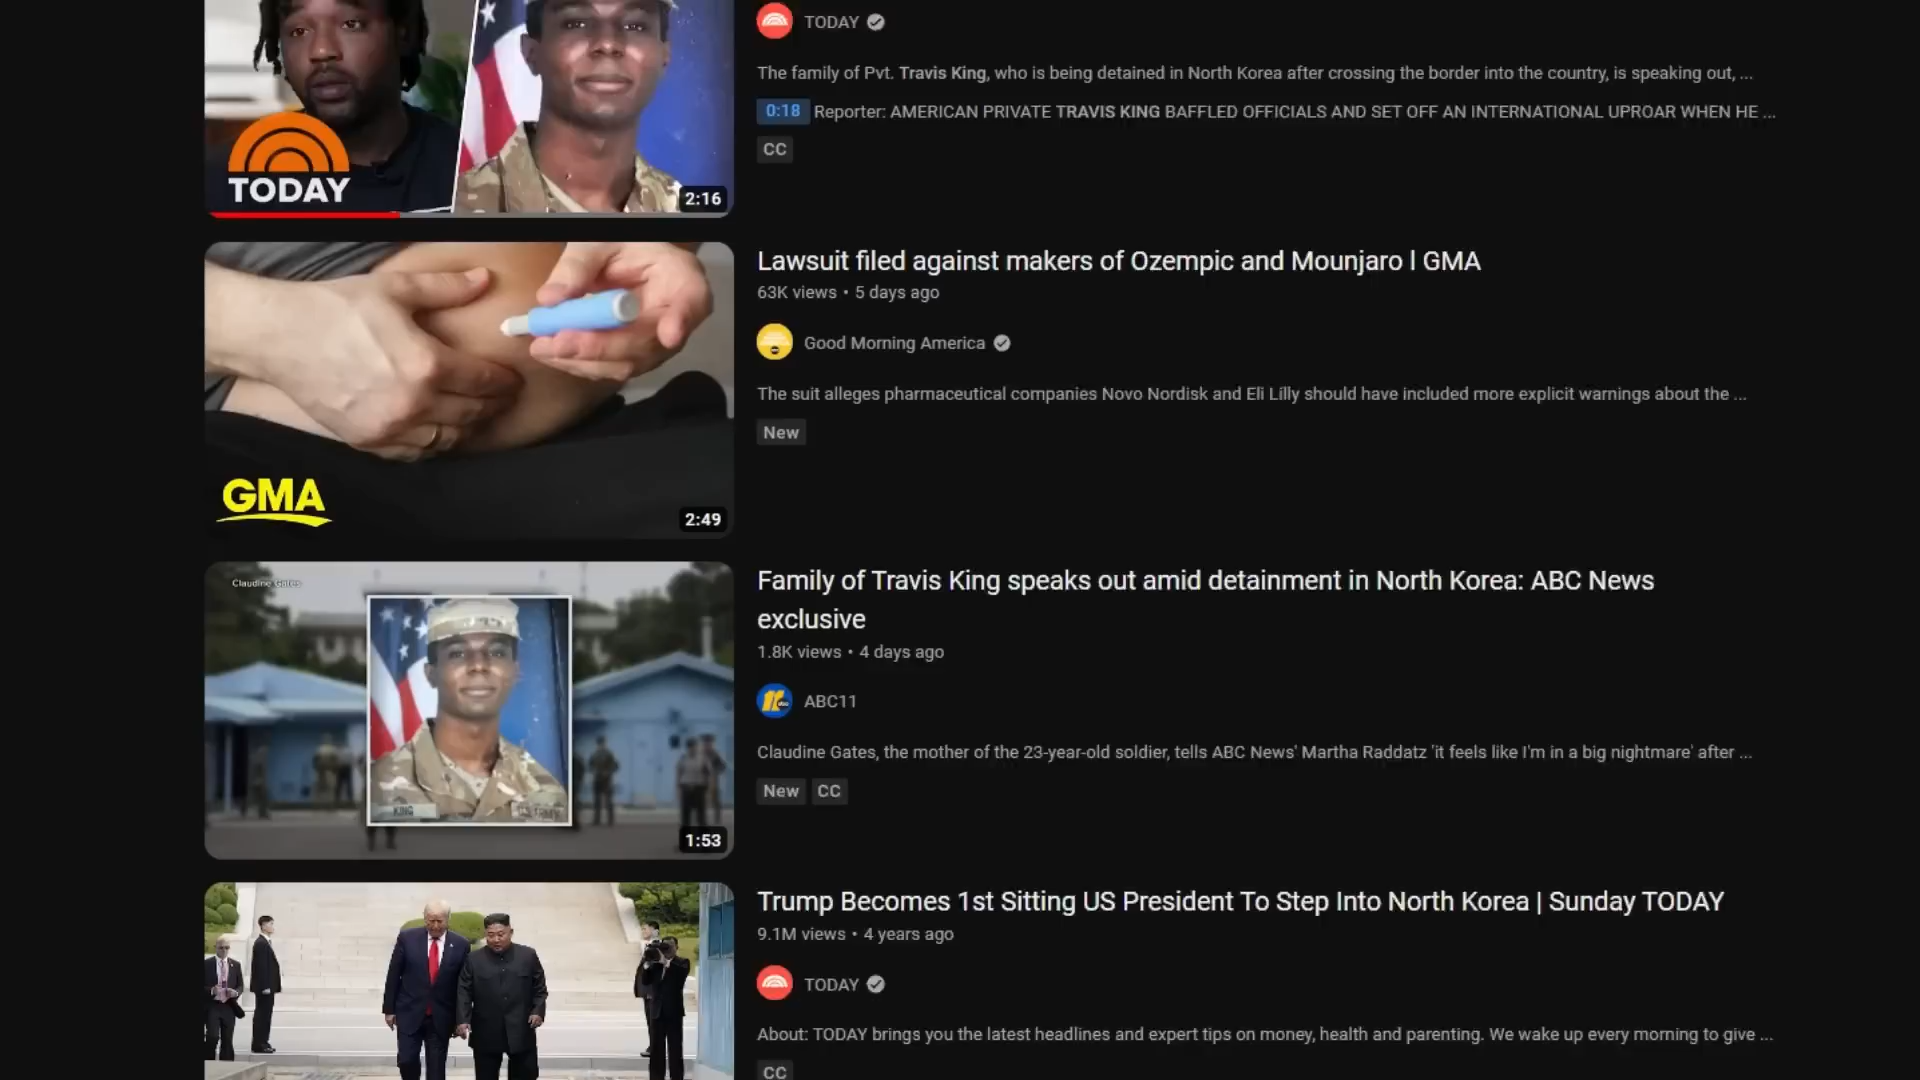 TODAY
The family of Pvt. Travis King, who is being detained in North Korea after crossing the border into the country, is speaking out, ...
0:18 Reporter: AMERICAN PRIVATE TRAVIS KING BAFFLED OFFICIALS AND SET OFF AN INTERNATIONAL UPROAR WHEN HE ...
CC
TODAY
2:16
Lawsuit filed against makers of Ozempic and Mounjaro l GMA
63K views • 5 days ago
Good Morning America
The suit alleges pharmaceutical companies Novo Nordisk and Eli Lilly should have included more explicit warnings about the ...
New
GMA
2:49
Claudine Gates
Family of Travis King speaks out amid detainment in North Korea: ABC News
exclusive
1.8K views • 4 days ago
ABC11
Claudine Gates, the mother of the 23-year-old soldier, tells ABC News' Martha Raddatz 'it feels like I'm in a big nightmare' after ...
New CC
KING
U.S. ARMY
1:53
Trump Becomes 1st Sitting US President To Step Into North Korea | Sunday TODAY
9.1M views • 4 years ago
TODAY
About: TODAY brings you the latest headlines and expert tips on money, health and parenting. We wake up every morning to give ...
CC